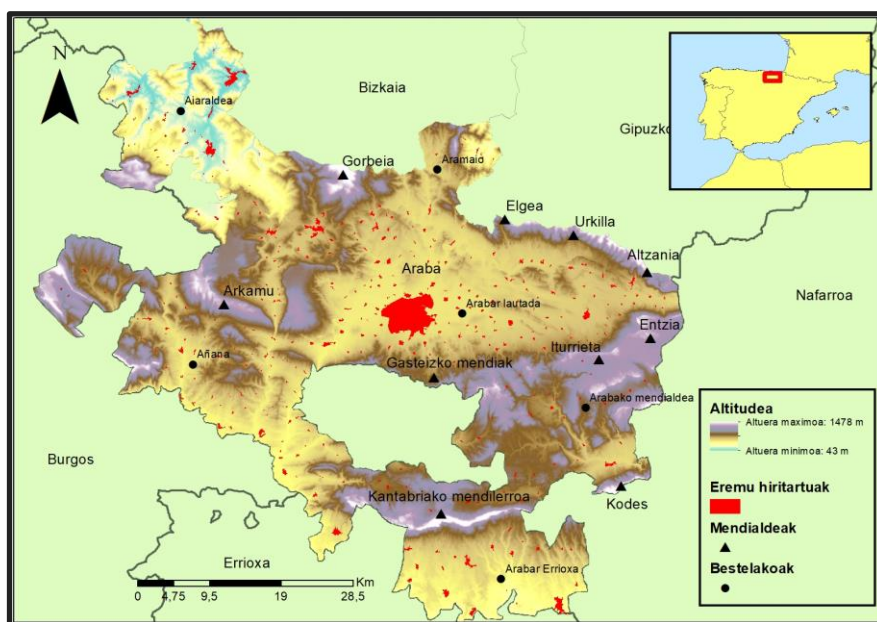 N
Bizkaia
Aiaraldea
Gipuzko
Gorbeia
Aramaio
Elgea
Urkilla
Altzania
Araba
Nafarroa
Arkamu
Arabar lautada
Entzia
Iturrieta
Añana
Gasteizko mendiak
Arabako mendialdea
Burgos
Kantabriako mendilerroa
Kodes
Errioxa
Arabar Errioxa
Km
0 4,75 9,5 19 28,5
Altitudea
Altuera maximoa: 1478 m
Altuera minimoa: 43 m
Eremu hiritartuak
Mendialdeak
Bestelakoak